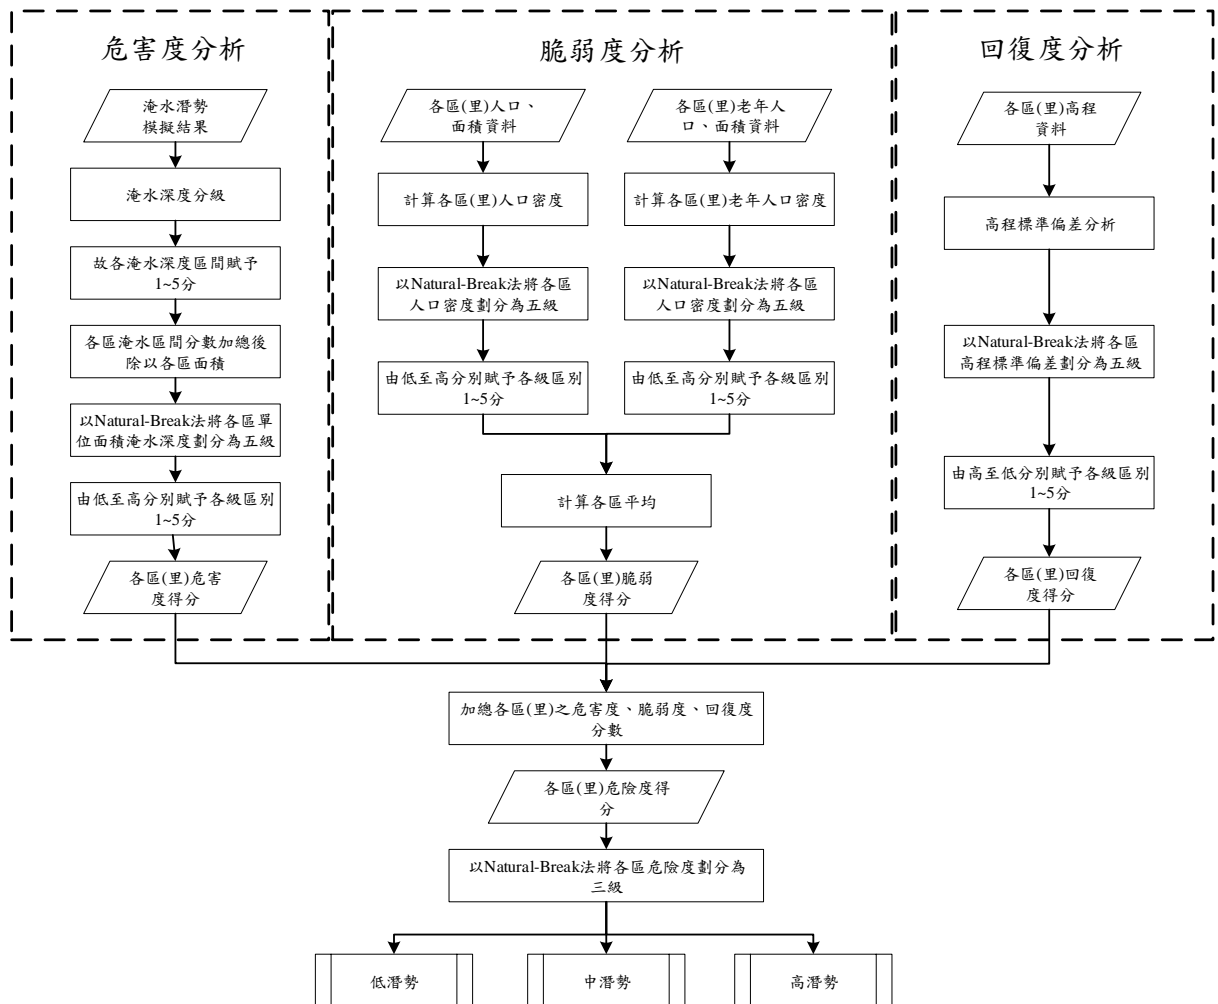 危害度分析
淹水潛勢
模擬結果
淹水深度分級
故各淹水深度區間賦予
1~5分
各區淹水區間分數加總後
除以各區面積
以Natural-Break法將各區單
位面積淹水深度劃分為五級
由低至高分別賦予各級區別
1~5分
各區(里)危害
度得分
脆弱度分析
各區(里)人口、
面積資料
計算各區(里)人口密度
以Natural-Break法將各區
人口密度劃分為五級
由低至高分別賦予各級區別
1~5分
各區(里)老年人
口、面積資料
計算各區(里)老年人口密度
以Natural-Break法將各區
人口密度劃分為五級
由低至高分別賦予各級區別
1~5分
計算各區平均
各區(里)脆弱
度得分
回復度分析
各區(里)高程
資料
高程標準偏差分析
以Natural-Break法將各區
高程標準偏差劃分為五級
由高至低分別賦予各級區別
1~5分
各區(里)回復
度得分
加總各區(里)之危害度、脆弱度、回復度
分數
各區(里)危險度得
分
以Natural-Break法將各區危險度劃分為
三級
低潛勢
中潛勢
高潛勢